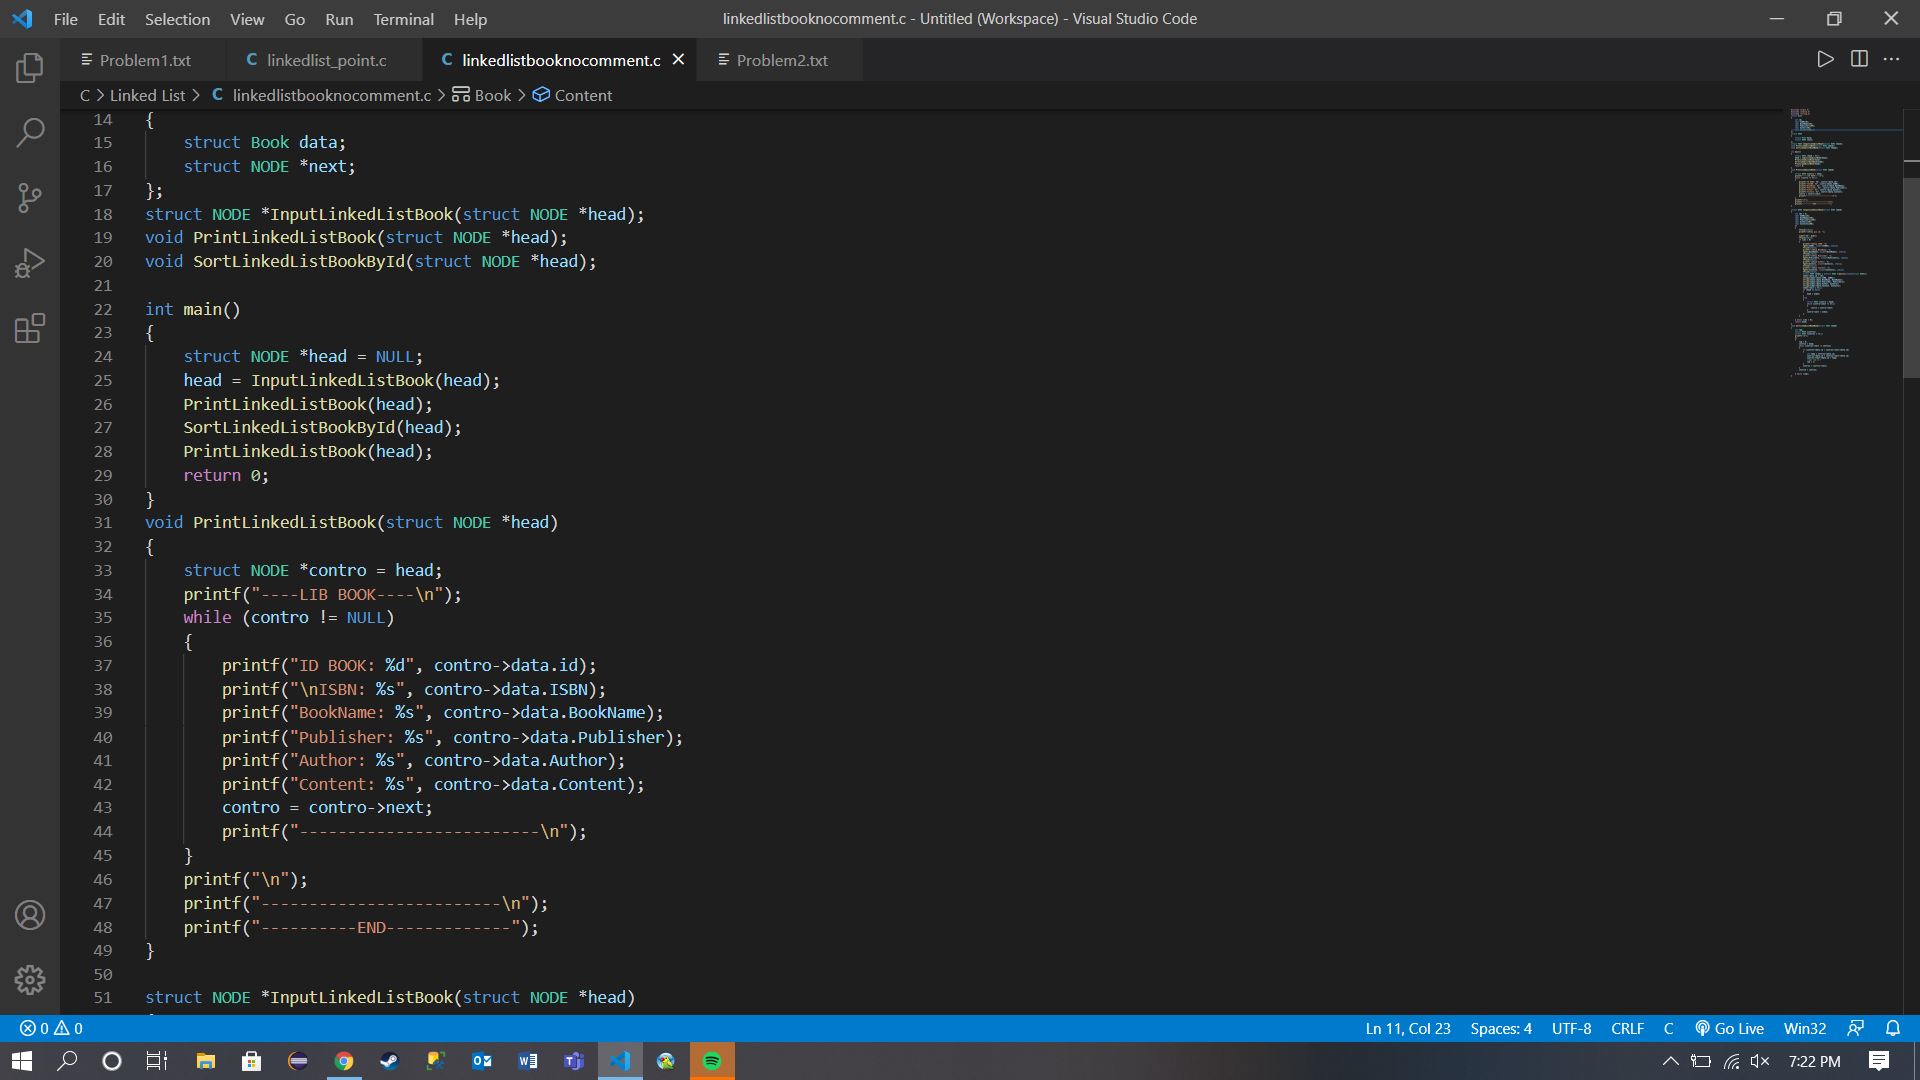 File Edit Selection View Go Run Terminal Help linkedlistbooknocomment.c - Untitled (Workspace) - Visual Studio Code
Problem1.txt C linkedlist_point.c C linkedlistbooknocomment.c Problem2.txt
C > Linked List > C linkedlistbooknocomment.c > Book > Content
14 {
15 struct Book data;
16 struct NODE *next;
17 };
18 struct NODE *InputLinkedListBook(struct NODE *head);
19 void PrintLinkedListBook(struct NODE *head);
20 void SortLinkedListBookById(struct NODE *head);
21
22 int main()
23 {
24 struct NODE *head = NULL;
25 head = InputLinkedListBook(head);
26 PrintLinkedListBook(head);
27 SortLinkedListBookById(head);
28 PrintLinkedListBook(head);
29 return 0;
30 }
31 void PrintLinkedListBook(struct NODE *head)
32 {
33 struct NODE *contro = head;
34 printf("----LIB BOOK----\n");
35 while (contro != NULL)
36 {
37 printf("ID BOOK: %d", contro->data.id);
38 printf("\nISBN: %s", contro->data.ISBN);
39 printf("BookName: %s", contro->data.BookName);
40 printf("Publisher: %s", contro->data.Publisher);
41 printf("Author: %s", contro->data.Author);
42 printf("Content: %s", contro->data.Content);
43 contro = contro->next;
44 printf("-------------------------\n");
45 }
46 printf("\n");
47 printf("-------------------------\n");
48 printf("----------END-------------");
49 }
50
51 struct NODE *InputLinkedListBook(struct NODE *head)
0 0 Ln 11, Col 23 Spaces: 4 UTF-8 CRLF C Go Live Win32
7:22 PM